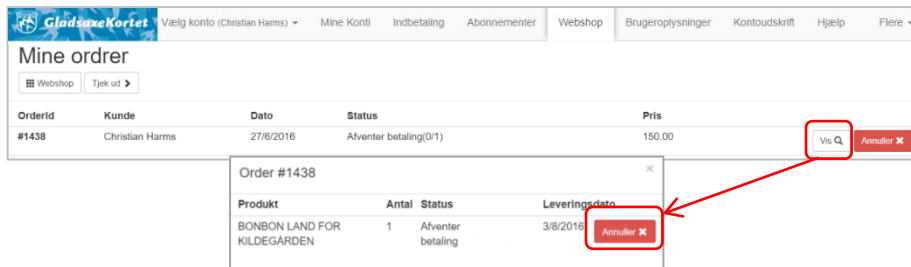 GladsaxeKortet Vælg konto (Christian Harms) Mine Konti Indbetaling Abonnementer Webshop Brugeroplysninger Kontoudskrift Hjælp Flere
Mine ordrer
Webshop Tjek ud
OrderId Kunde Dato Status Pris
#1438 Christian Harms 27/6/2016 Afventer betaling(0/1) 150.00 Vis Annuller
Order #1438
Produkt Antal Status Leveringsdato
BONBON LAND FOR 1 Afventer 3/8/2016 Annuller
KILDEGÅRDEN betaling